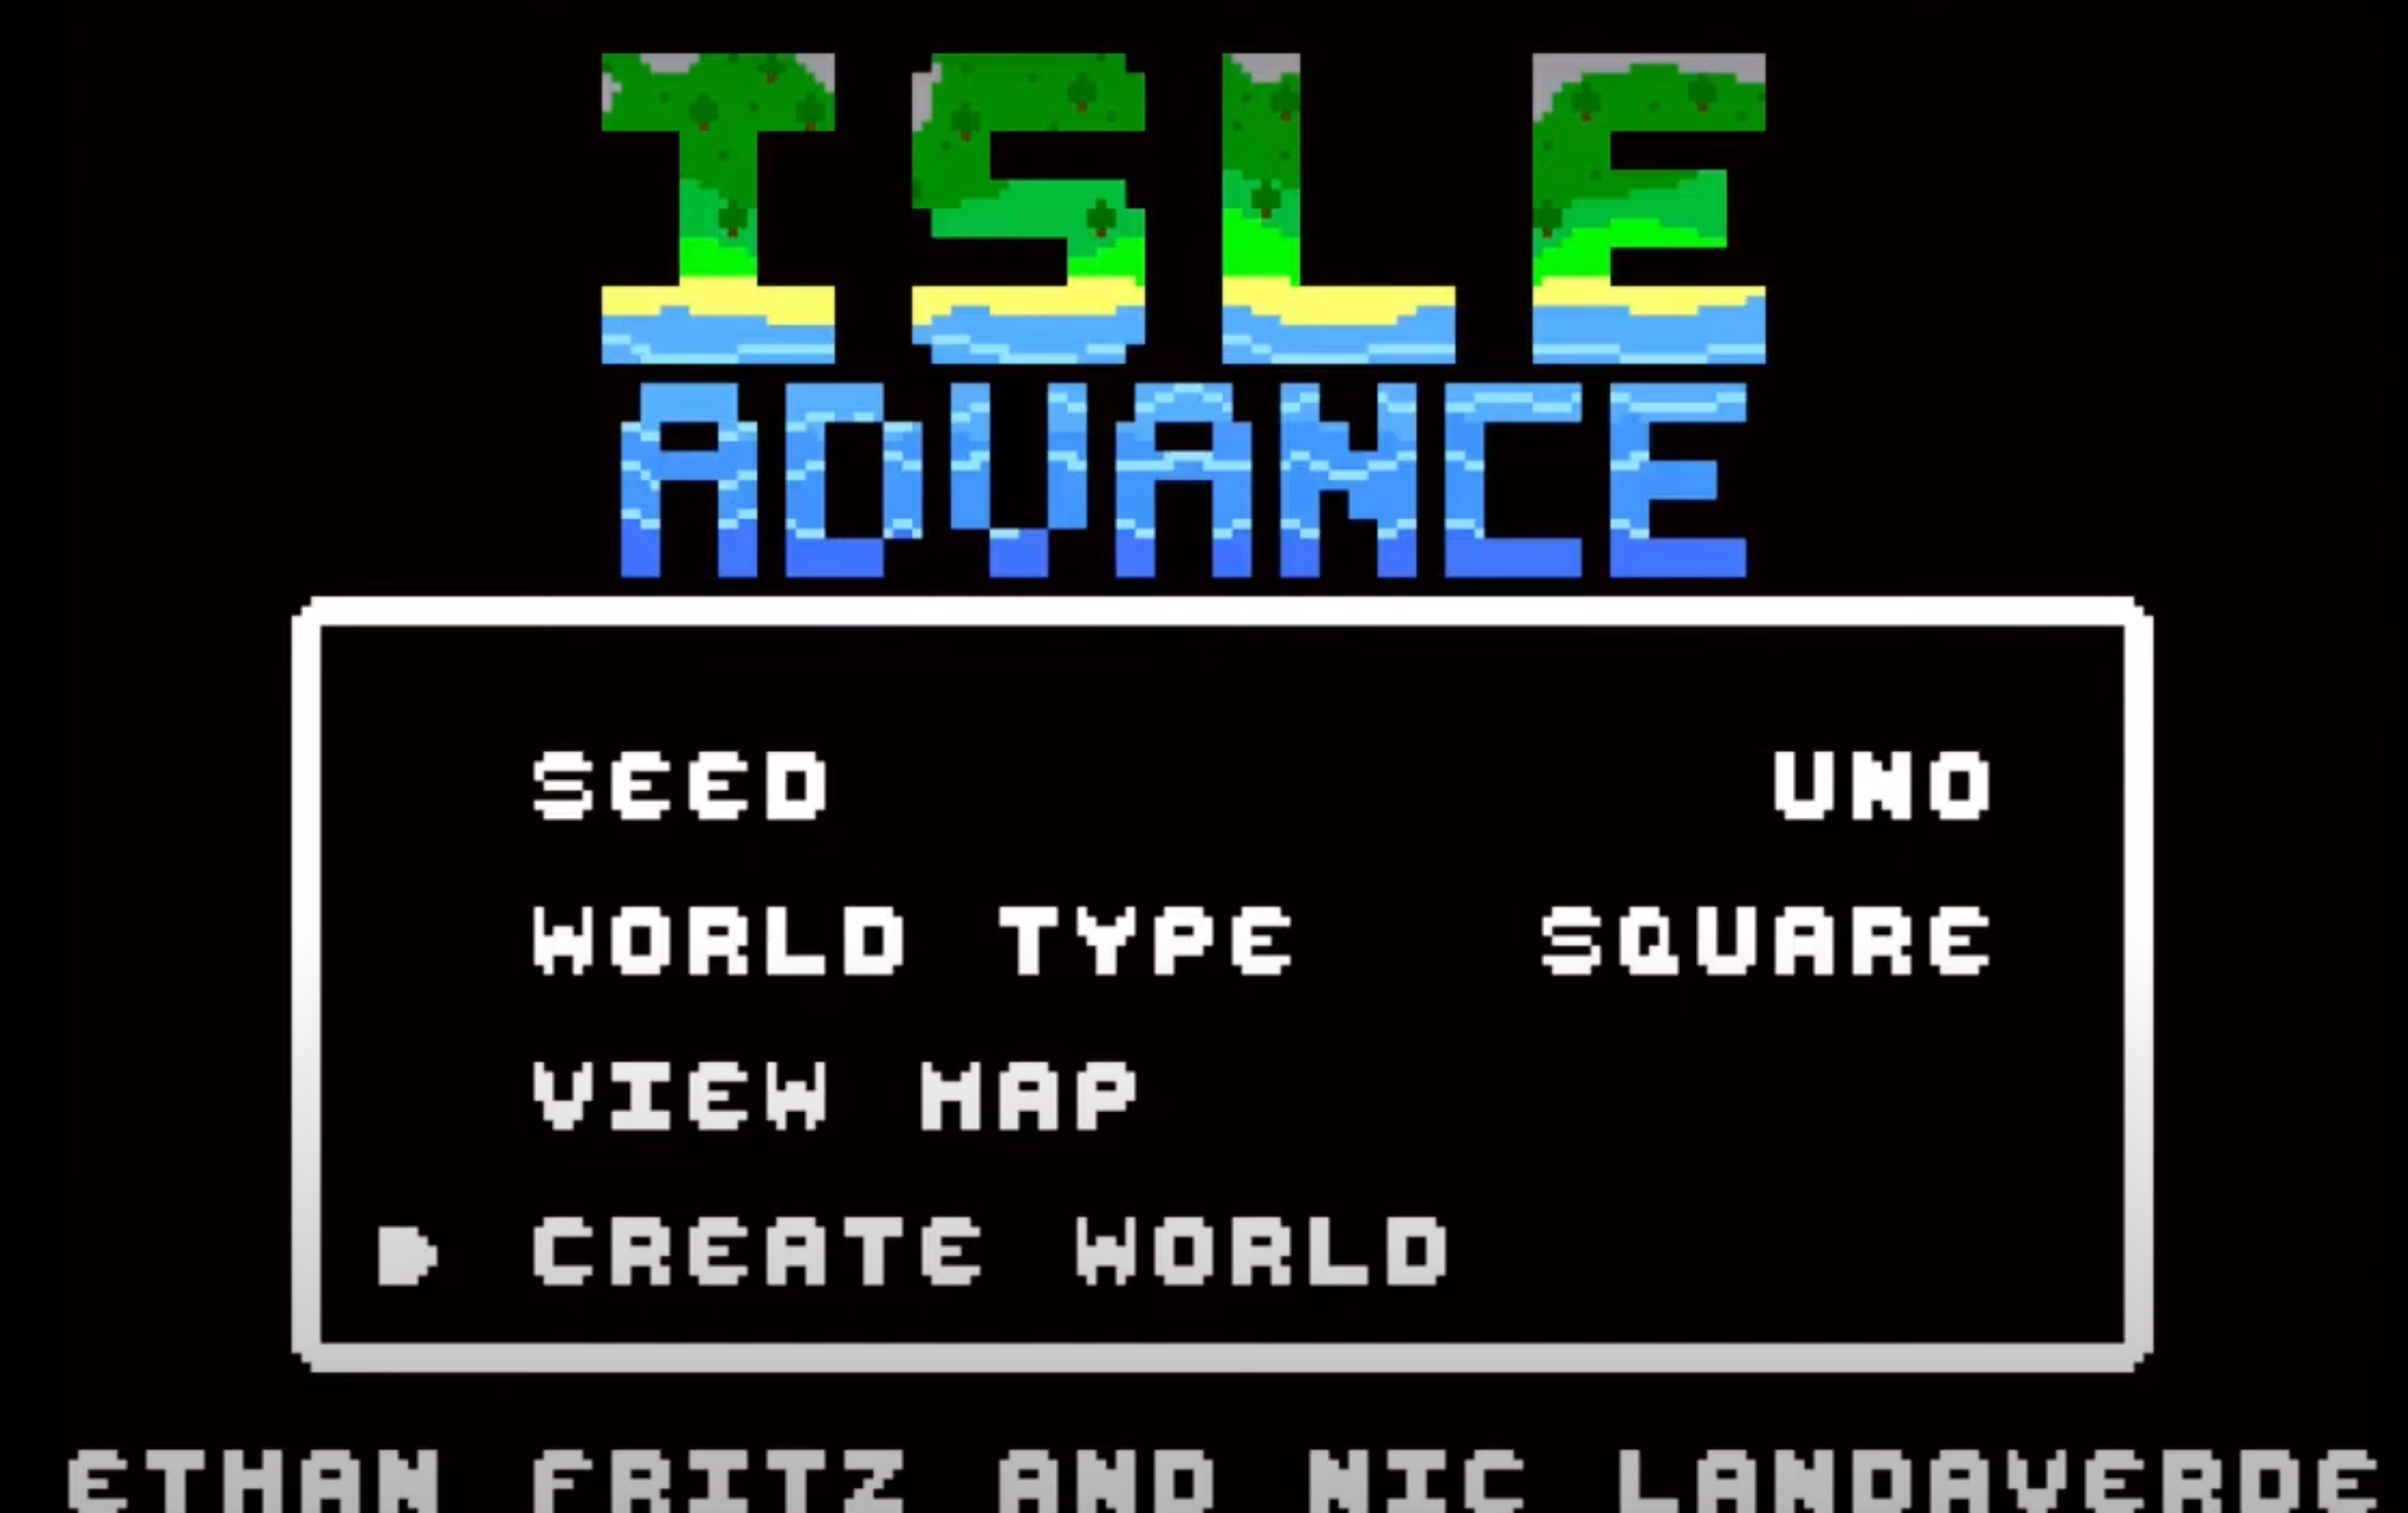 ISLE
ADVANCE
SEED UNO
WORLD TYPE SQUARE
VIEW MAP
CREATE WORLD
ETHAN FRITZ AND NIC LANDAVERDE